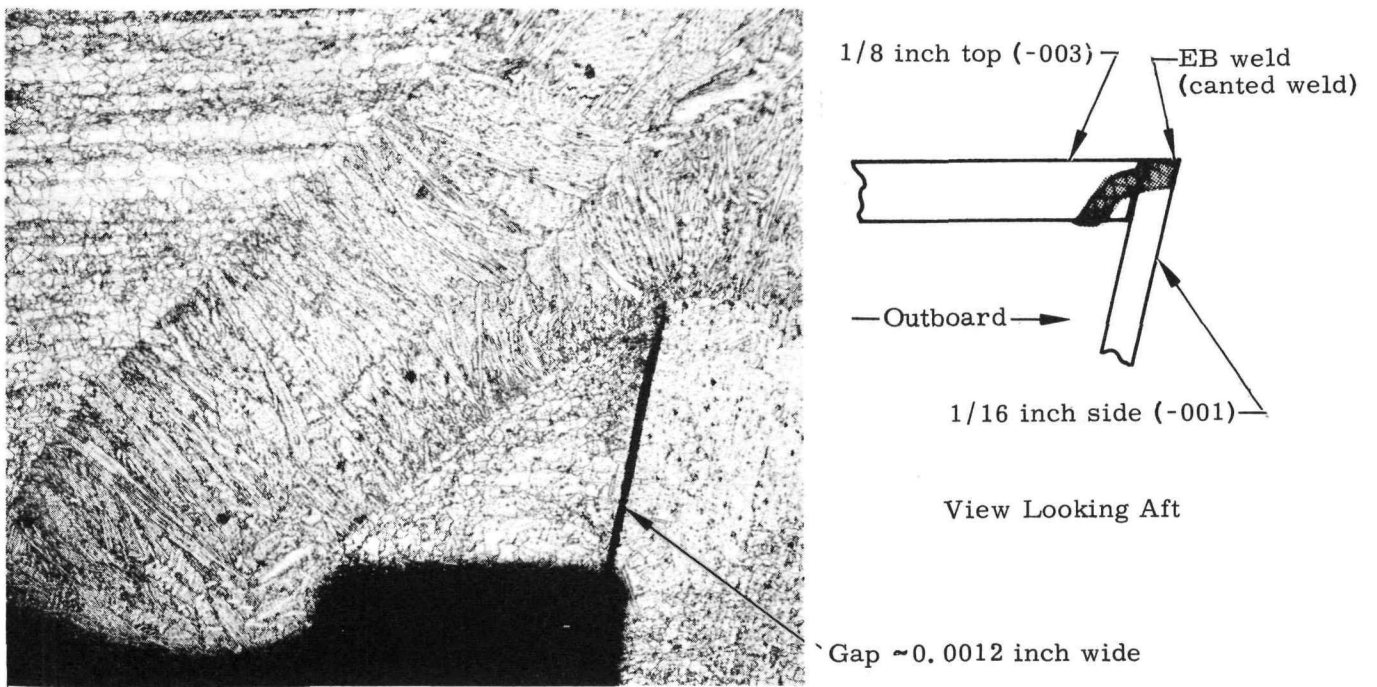 1/8 inch top (-003)
EB weld
(canted weld)
Outboard
1/16 inch side (-001)
View Looking Aft
Gap ~0.0012 inch wide